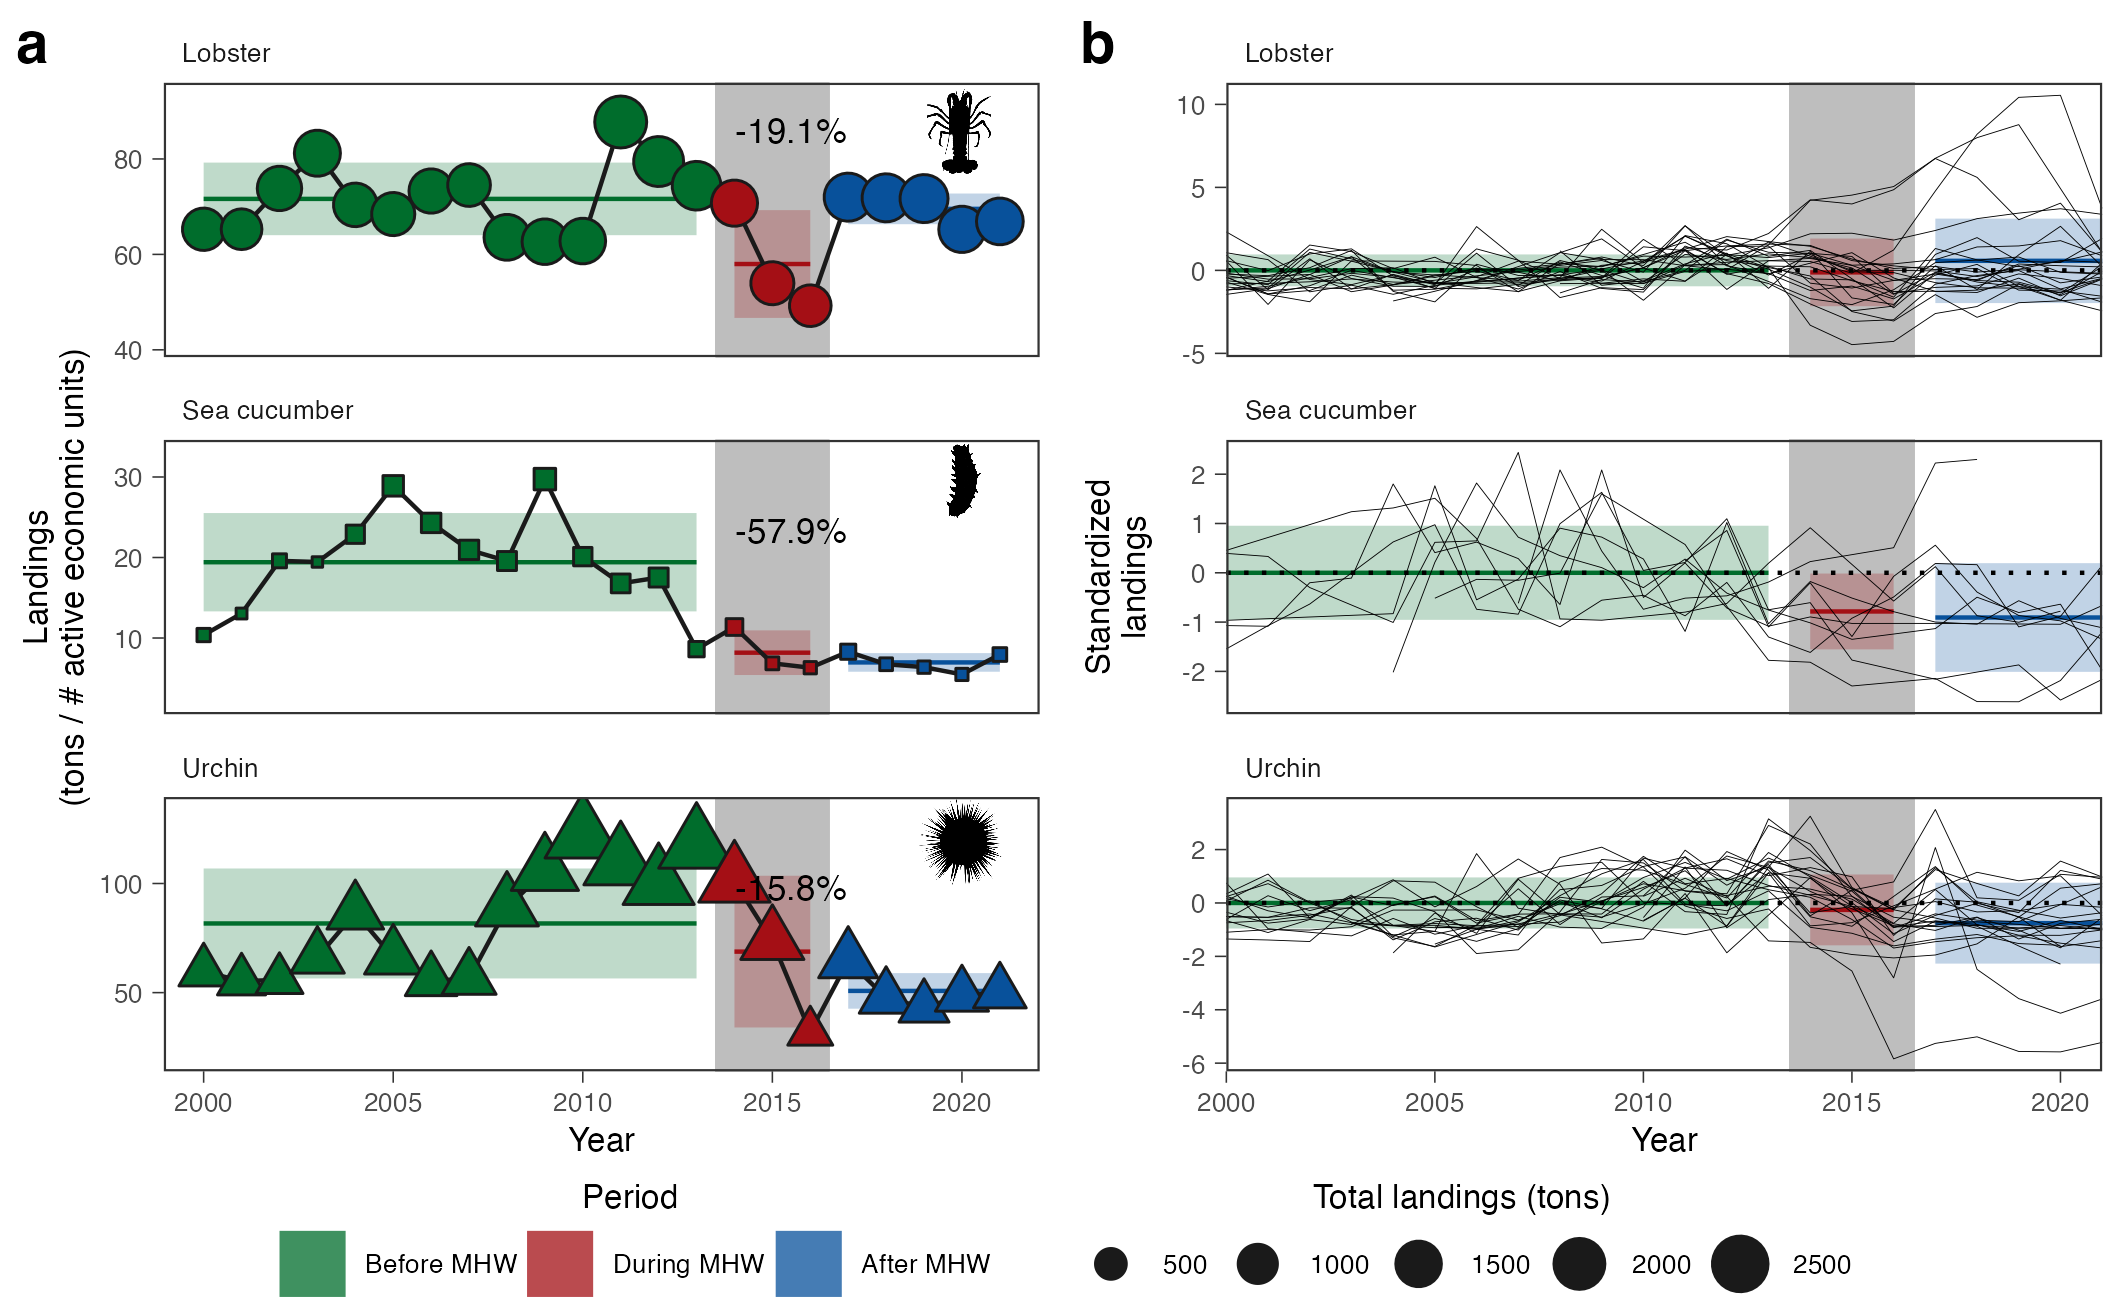 a
Lobster
80
60
40
-19.1%
Sea cucumber
30
20
10
-57.9%
Urchin
100
50
-15.8%
2000 2005 2010 2015 2020
Year
Landings
(tons / # active economic units)
b
Lobster
10
5
0
-5
Sea cucumber
2
1
0
-1
-2
Urchin
2
0
-2
-4
-6
2000 2005 2010 2015 2020
Year
Standardized
landings
Period
Before MHW During MHW After MHW
Total landings (tons)
500 1000 1500 2000 2500